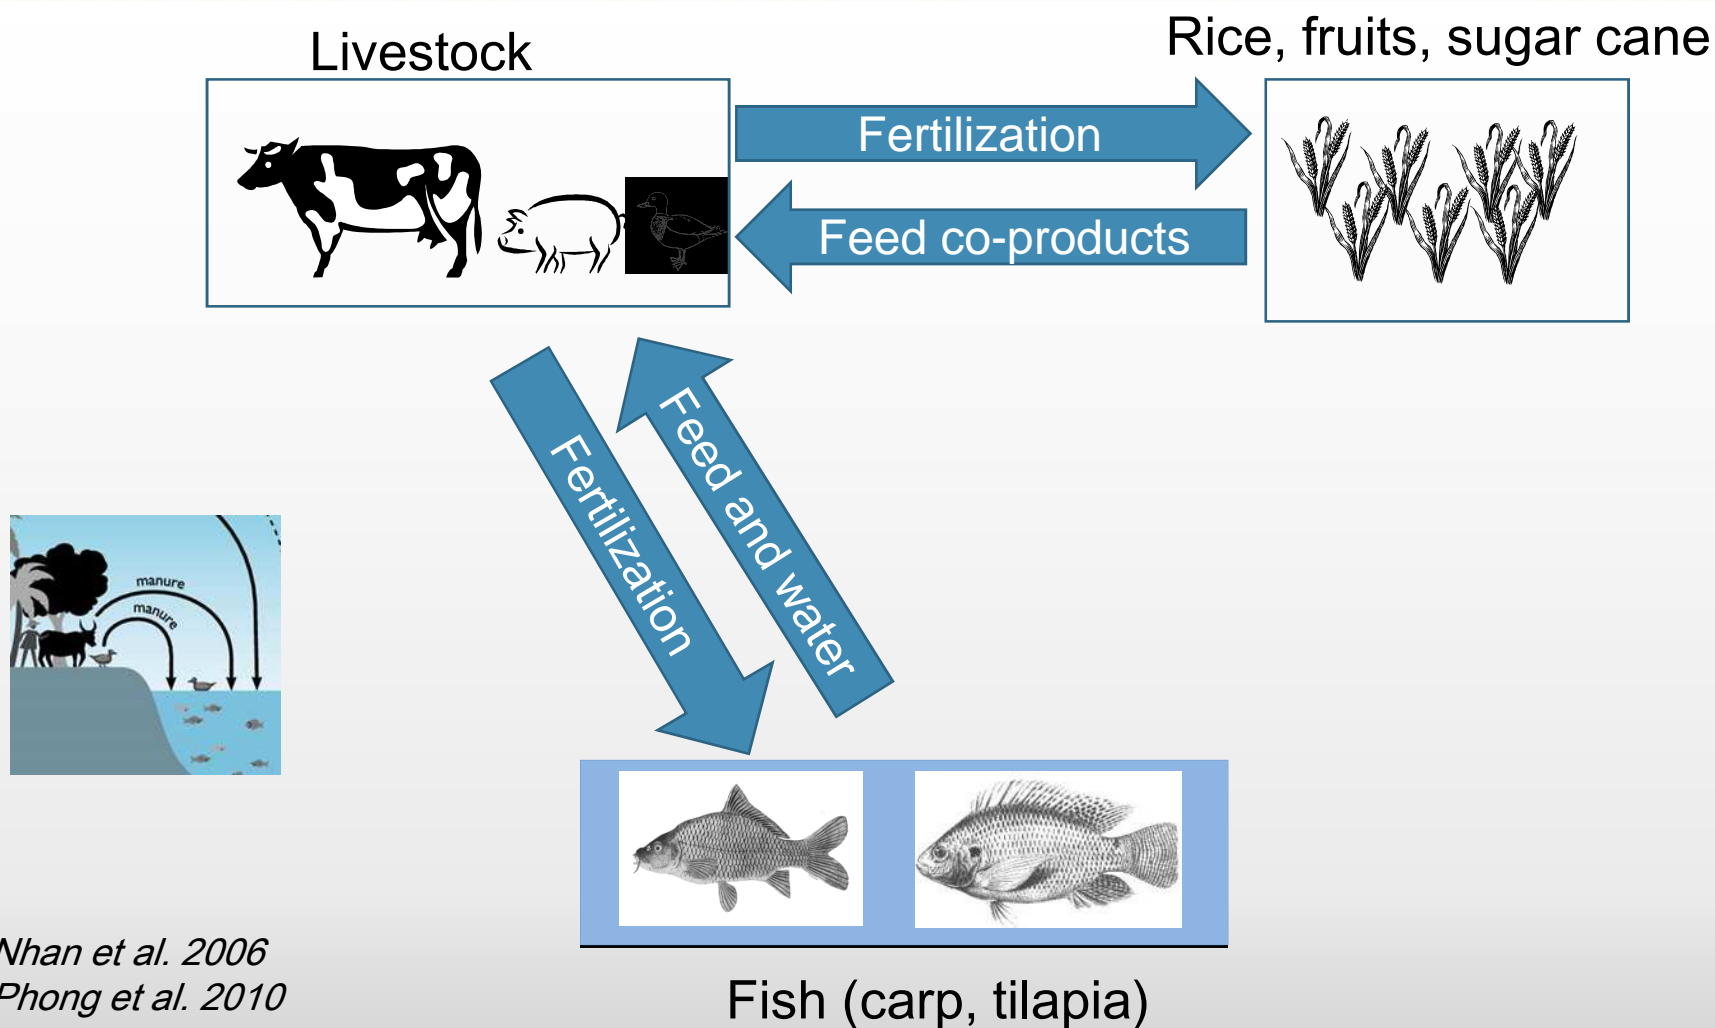 Livestock
Rice, fruits, sugar cane
Fertilization
Feed co-products
Fertilization
Feed and water
manure
manure
Nhan et al. 2006
Phong et al. 2010
Fish (carp, tilapia)